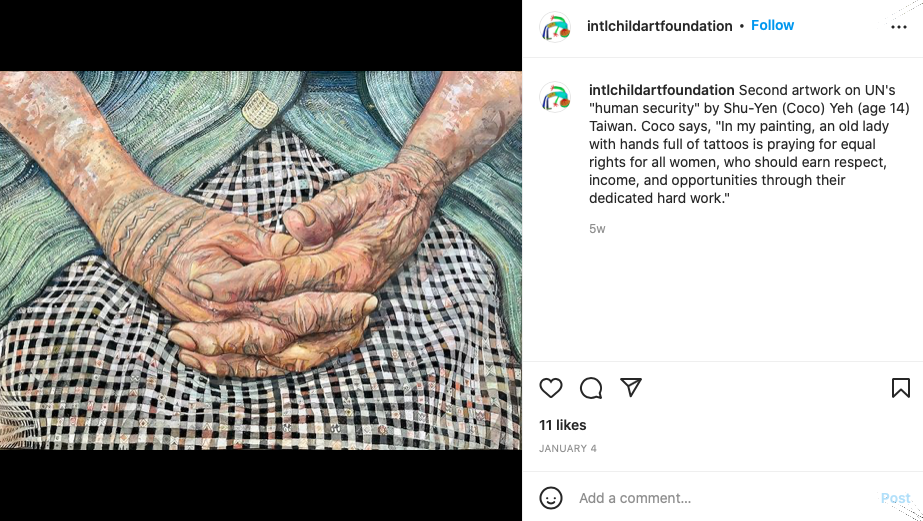 intlchildartfoundation • Follow
intlchildartfoundation Second artwork on UN's
"human security" by Shu-Yen (Coco) Yeh (age 14)
Taiwan. Coco says, "In my painting, an old lady
with hands full of tattoos is praying for equal
rights for all women, who should earn respect,
income, and opportunities through their
dedicated hard work."
5w
11 likes
JANUARY 4
Add a comment...
Post